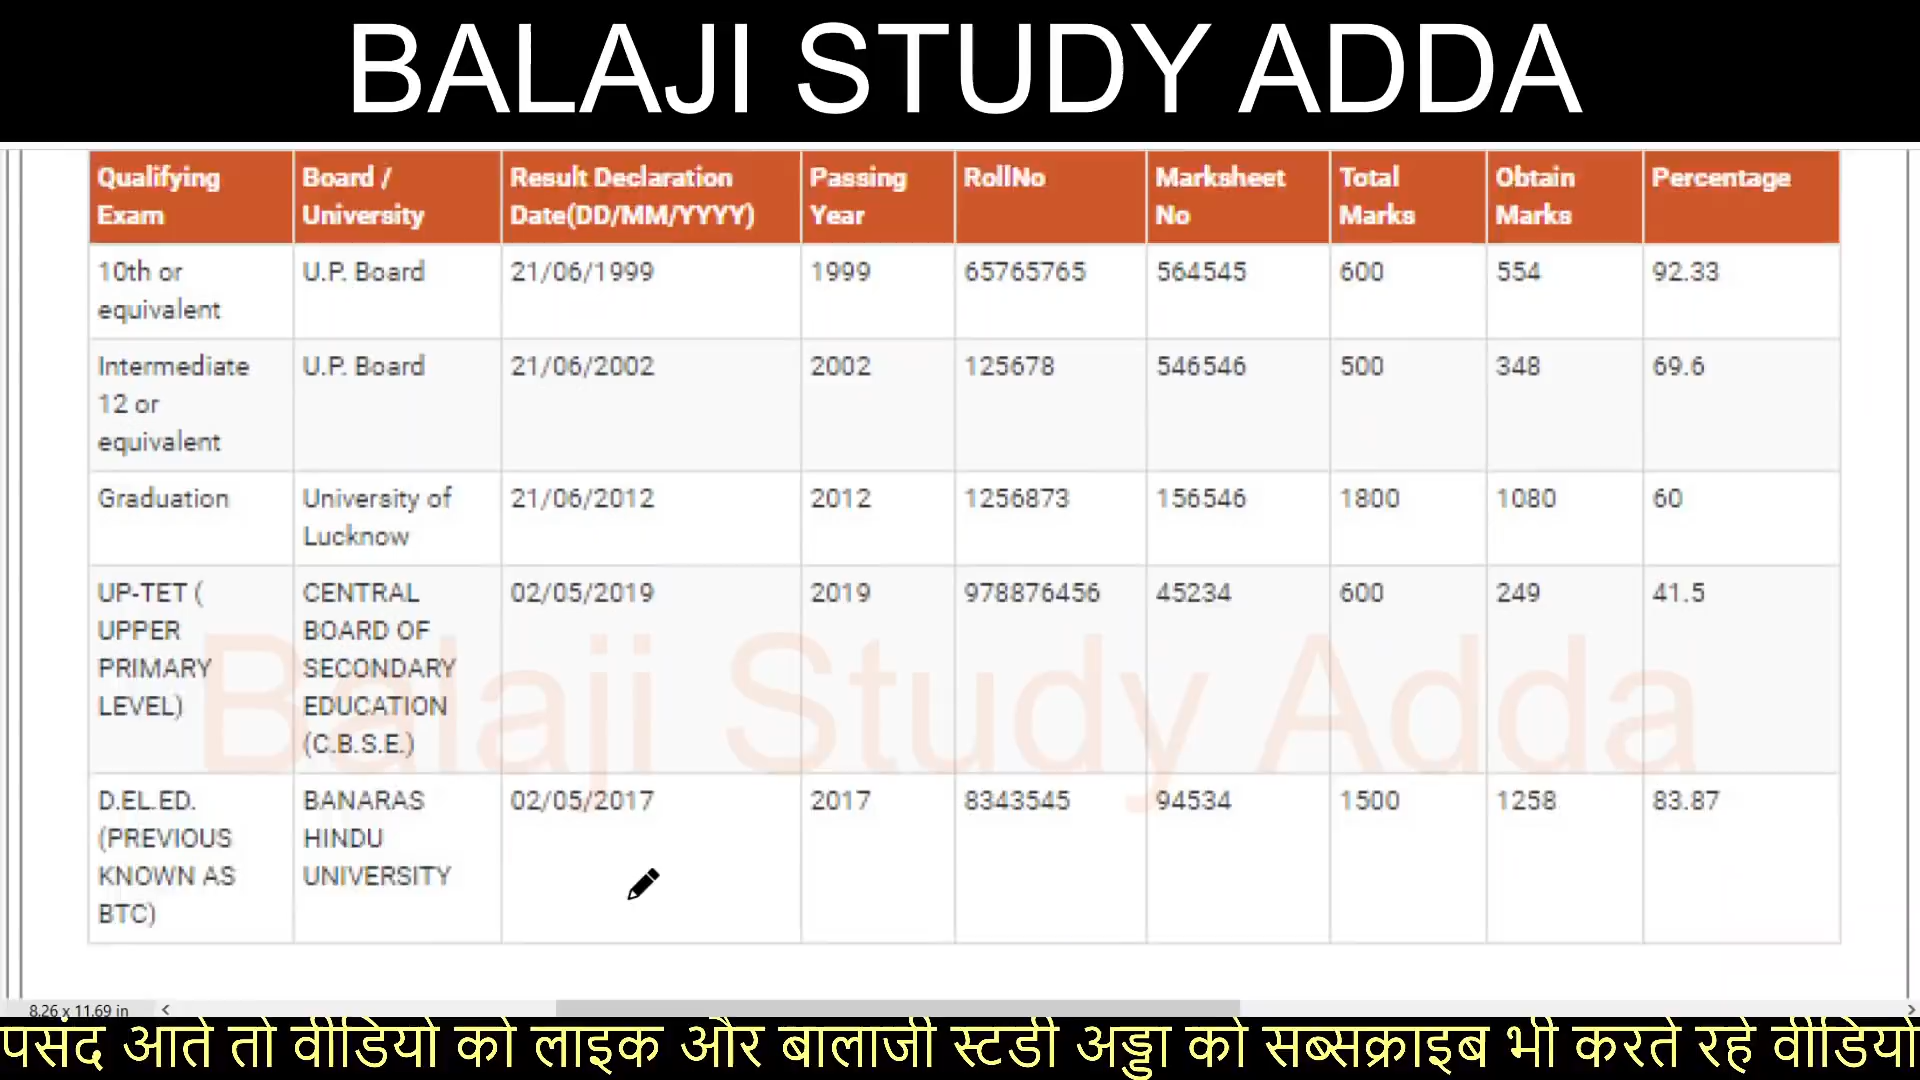 BALAJI STUDY ADDA
Qualifying Exam | Board / University | Result Declaration Date(DD/MM/YYYY) | Passing Year | RollNo | Marksheet No | Total Marks | Obtain Marks | Percentage
10th or equivalent | U.P. Board | 21/06/1999 | 1999 | 65765765 | 564545 | 600 | 554 | 92.33
Intermediate 12 or equivalent | U.P. Board | 21/06/2002 | 2002 | 125678 | 546546 | 500 | 348 | 69.6
Graduation | University of Lucknow | 21/06/2012 | 2012 | 1256873 | 156546 | 1800 | 1080 | 60
UP-TET ( UPPER PRIMARY LEVEL) | CENTRAL BOARD OF SECONDARY EDUCATION (C.B.S.E.) | 02/05/2019 | 2019 | 978876456 | 45234 | 600 | 249 | 41.5
Balaji Study Adda
D.EL.ED. (PREVIOUS KNOWN AS BTC) | BANARAS HINDU UNIVERSITY | 02/05/2017 | 2017 | 8343545 | 94534 | 1500 | 1258 | 83.87
8.26 x 11.69 in
पसंद आते तो वीडियो को लाइक और बालाजी स्टडी अड्डा को सब्सक्राइब भी करते रहे वीडियो